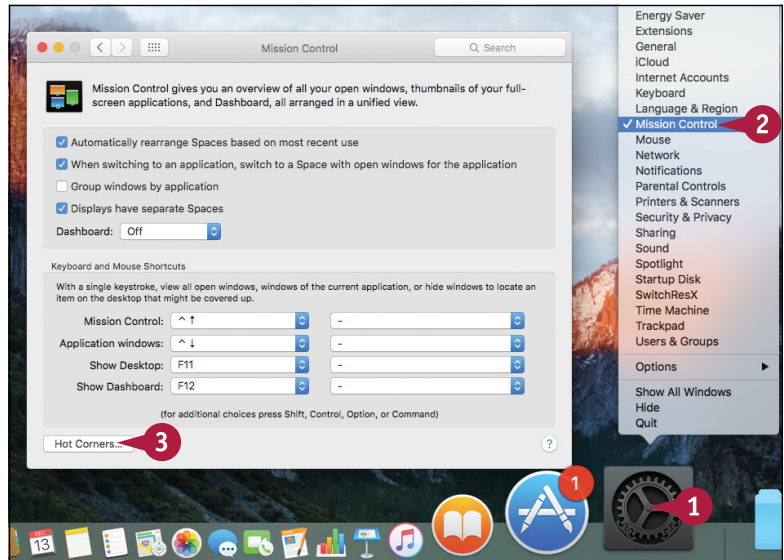 Mission Control
Search
Mission Control gives you an overview of all your open windows, thumbnails of your full-
screen applications, and Dashboard, all arranged in a unified view.
Automatically rearrange Spaces based on most recent use
When switching to an application, switch to a Space with open windows for the application
Group windows by application
Displays have separate Spaces
Dashboard: Off
Keyboard and Mouse Shortcuts
With a single keystroke, view all open windows, windows of the current application, or hide windows to locate an
item on the desktop that might be covered up.
Mission Control: ^ ↑ -
Application windows: ^ ↓ -
Show Desktop: F11 -
Show Dashboard: F12 -
(for additional choices press Shift, Control, Option, or Command)
Hot Corners... 3 ?
Energy Saver
Extensions
General
iCloud
Internet Accounts
Keyboard
Language & Region
✓ Mission Control 2
Mouse
Network
Notifications
Parental Controls
Printers & Scanners
Security & Privacy
Sharing
Sound
Spotlight
Startup Disk
SwitchResX
Time Machine
Trackpad
Users & Groups
Options
Show All Windows
Hide
Quit
1
1
DEC
13